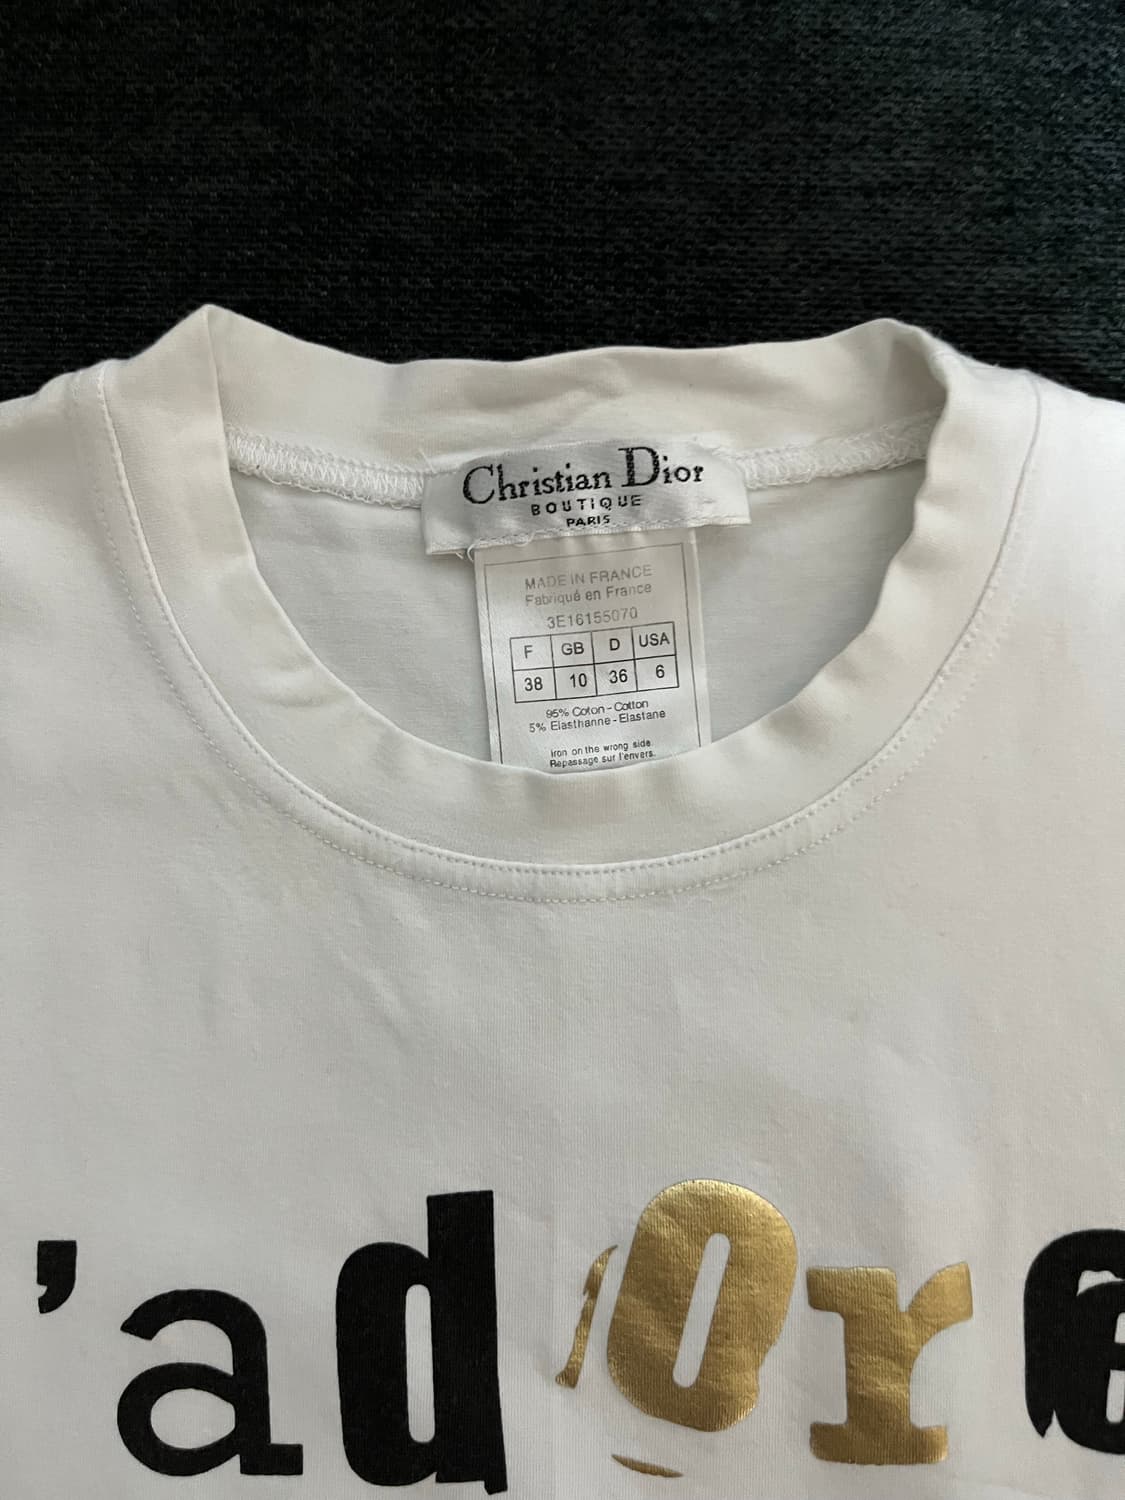 Christian Dior
BOUTIQUE
PARIS
MADE IN FRANCE
Fabriqué en France
3E16155070
F GB D USA
38 10 36 6
95% Coton - Cotton
5% Elasthanne - Elastane
Iron on the wrong side.
Repassage sur l'envers.
'adore